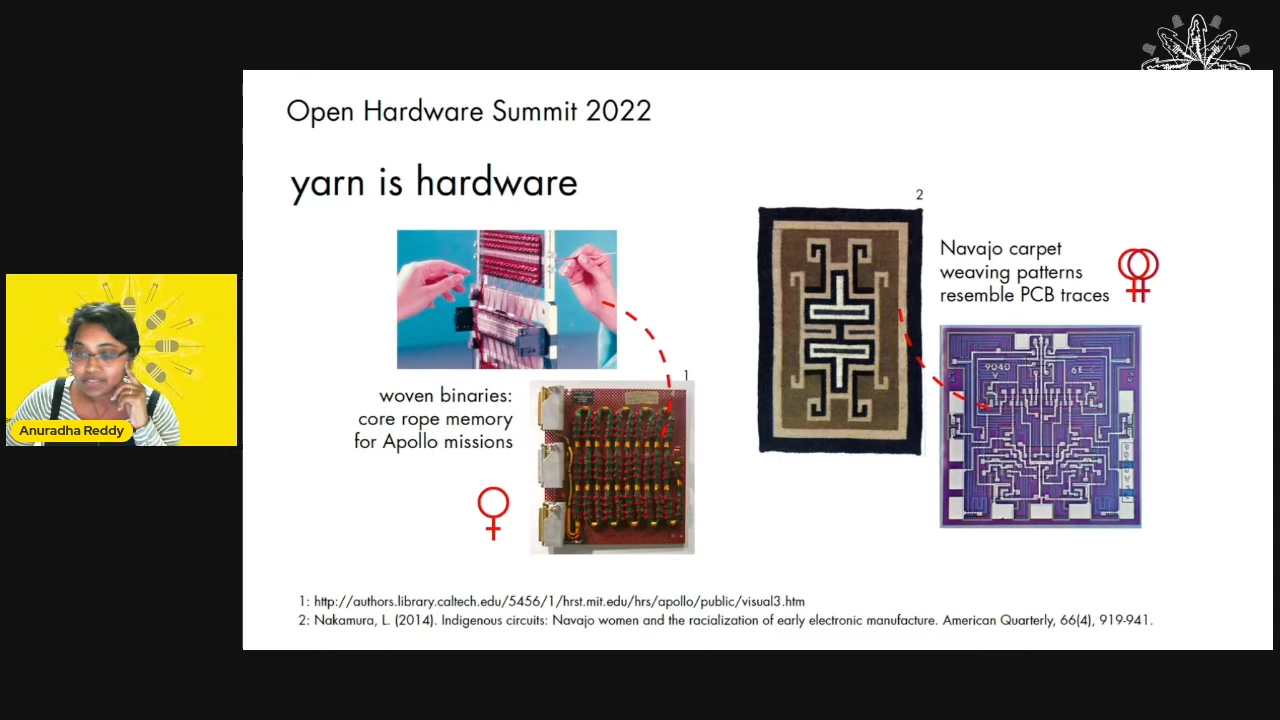 Open Hardware Summit 2022
yarn is hardware
2
Navajo carpet
weaving patterns
resemble PCB traces
9040
6E
V
1
woven binaries:
core rope memory
for Apollo missions
Anuradha Reddy
1: http://authors.library.caltech.edu/5456/1/hrst.mit.edu/hrs/apollo/public/visual3.htm
2: Nakamura, L. (2014). Indigenous circuits: Navajo women and the racialization of early electronic manufacture. American Quarterly, 66(4), 919-941.